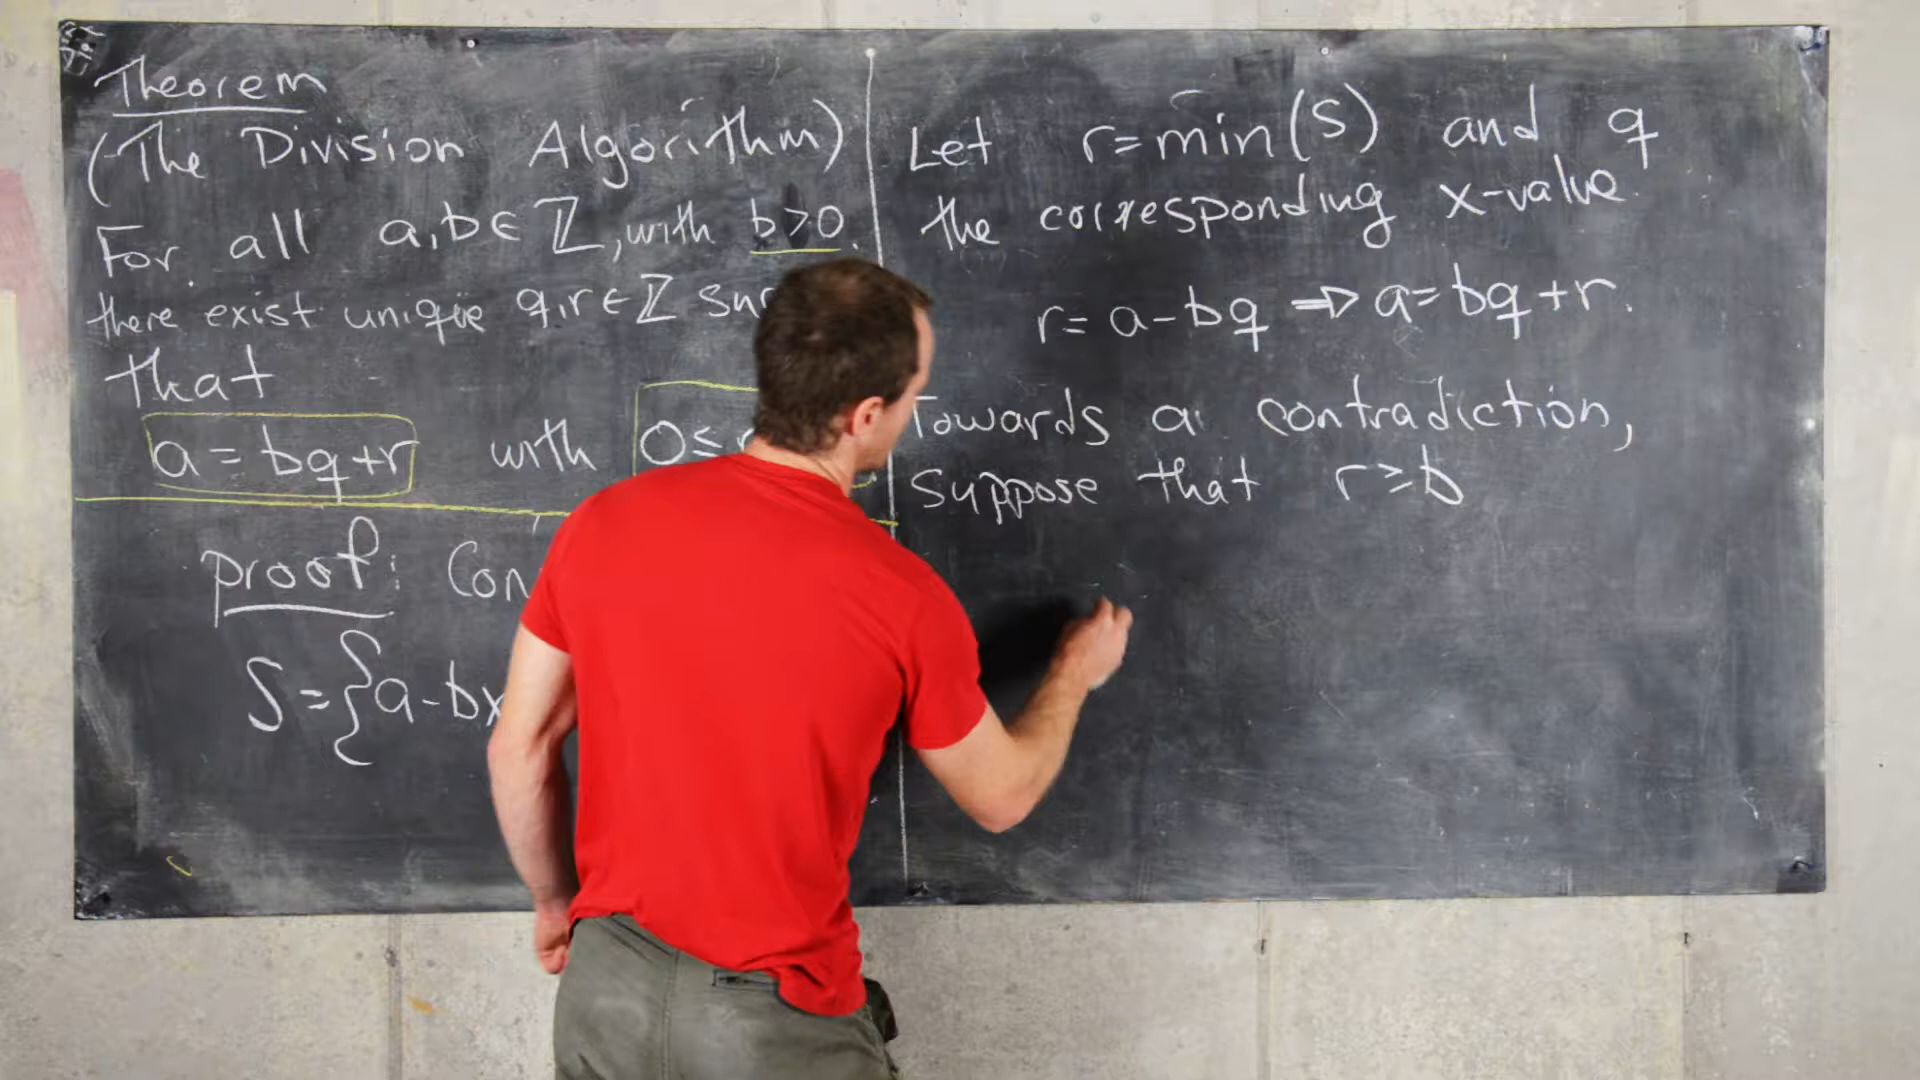 Theorem
(The Division Algorithm)
For all a,b∈ℤ, with b>0.
there exist unique q,r∈ℤ
that
a=bq+r with 0≤
proof:
S={a-bx
Let r=min(S) and q
the corresponding x-value.
r=a-bq ⇒ a=bq+r.
Towards a contradiction,
suppose that r≥b